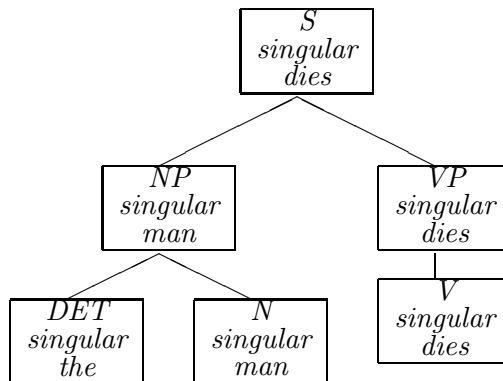 S
singular
dies
NP
singular
man
VP
singular
dies
DET
singular
the
N
singular
man
V
singular
dies